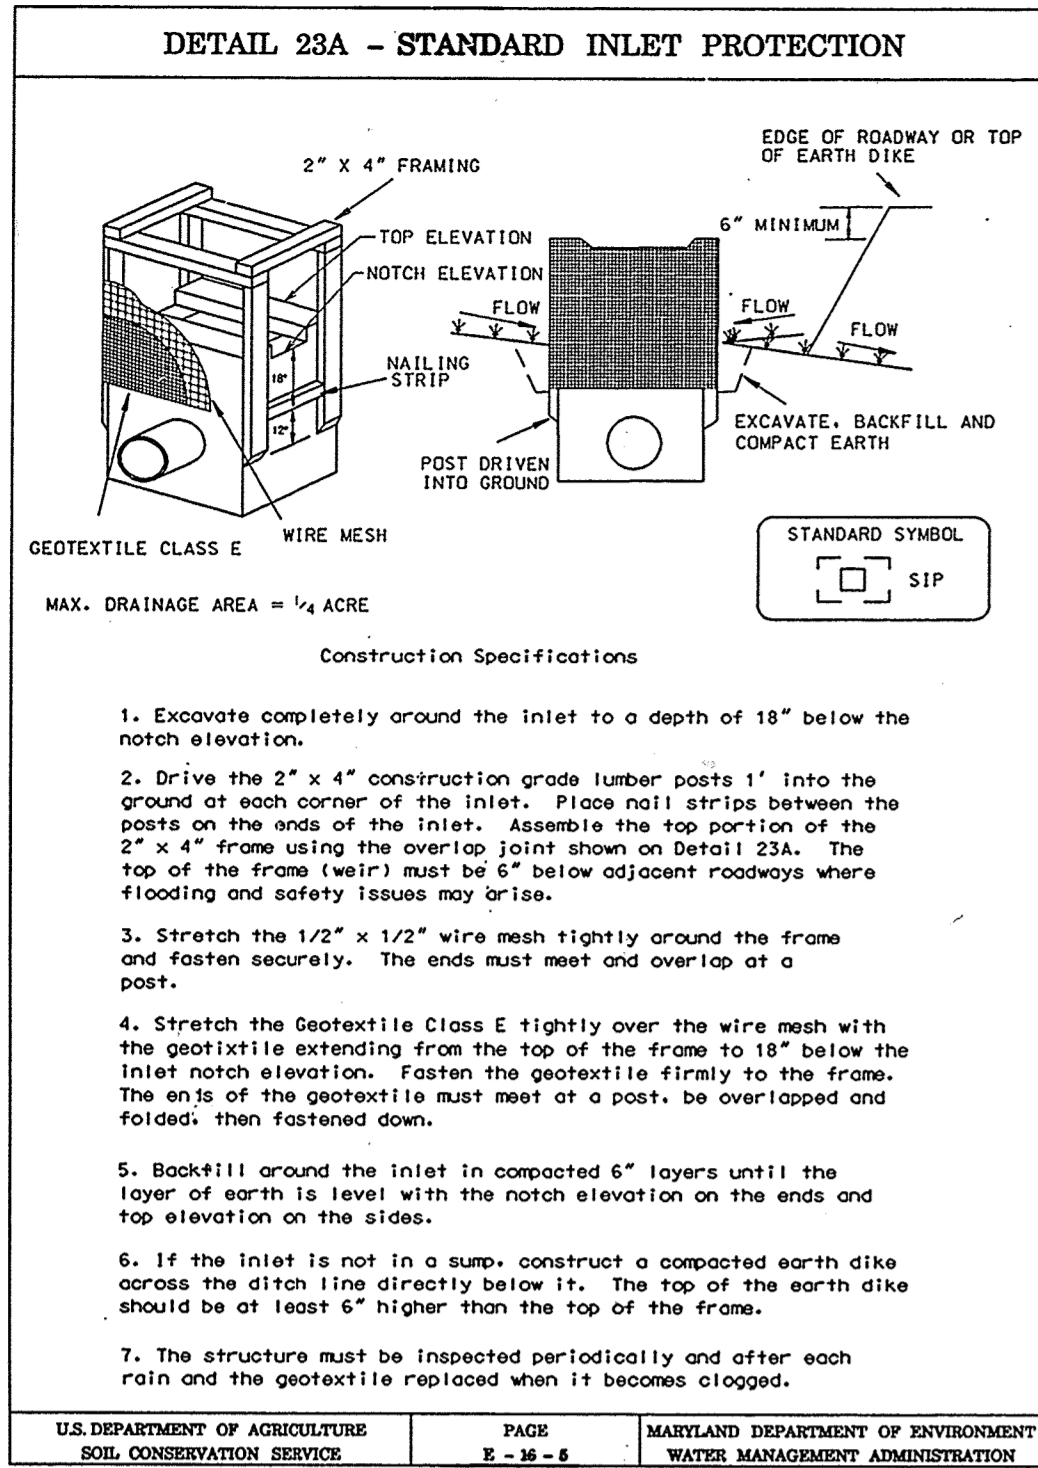 DETAIL 23A - STANDARD INLET PROTECTION
EDGE OF ROADWAY OR TOP
OF EARTH DIKE
2" X 4" FRAMING
6" MINIMUM
TOP ELEVATION
NOTCH ELEVATION
FLOW
FLOW
FLOW
NAILING
STRIP
18"
12"
EXCAVATE, BACKFILL AND
COMPACT EARTH
POST DRIVEN
INTO GROUND
WIRE MESH
GEOTEXTILE CLASS E
STANDARD SYMBOL
SIP
MAX. DRAINAGE AREA = 1/4 ACRE
Construction Specifications
1. Excavate completely around the inlet to a depth of 18" below the
notch elevation.
2. Drive the 2" x 4" construction grade lumber posts 1' into the
ground at each corner of the inlet. Place nail strips between the
posts on the ends of the inlet. Assemble the top portion of the
2" x 4" frame using the overlap joint shown on Detail 23A. The
top of the frame (weir) must be 6" below adjacent roadways where
flooding and safety issues may arise.
3. Stretch the 1/2" x 1/2" wire mesh tightly around the frame
and fasten securely. The ends must meet and overlap at a
post.
4. Stretch the Geotextile Class E tightly over the wire mesh with
the geotixtile extending from the top of the frame to 18" below the
inlet notch elevation. Fasten the geotextile firmly to the frame.
The ends of the geotextile must meet at a post, be overlapped and
folded, then fastened down.
5. Backfill around the inlet in compacted 6" layers until the
layer of earth is level with the notch elevation on the ends and
top elevation on the sides.
6. If the inlet is not in a sump, construct a compacted earth dike
across the ditch line directly below it. The top of the earth dike
should be at least 6" higher than the top of the frame.
7. The structure must be inspected periodically and after each
rain and the geotextile replaced when it becomes clogged.
U.S. DEPARTMENT OF AGRICULTURE
SOIL CONSERVATION SERVICE
PAGE
E - 16 - 5
MARYLAND DEPARTMENT OF ENVIRONMENT
WATER MANAGEMENT ADMINISTRATION